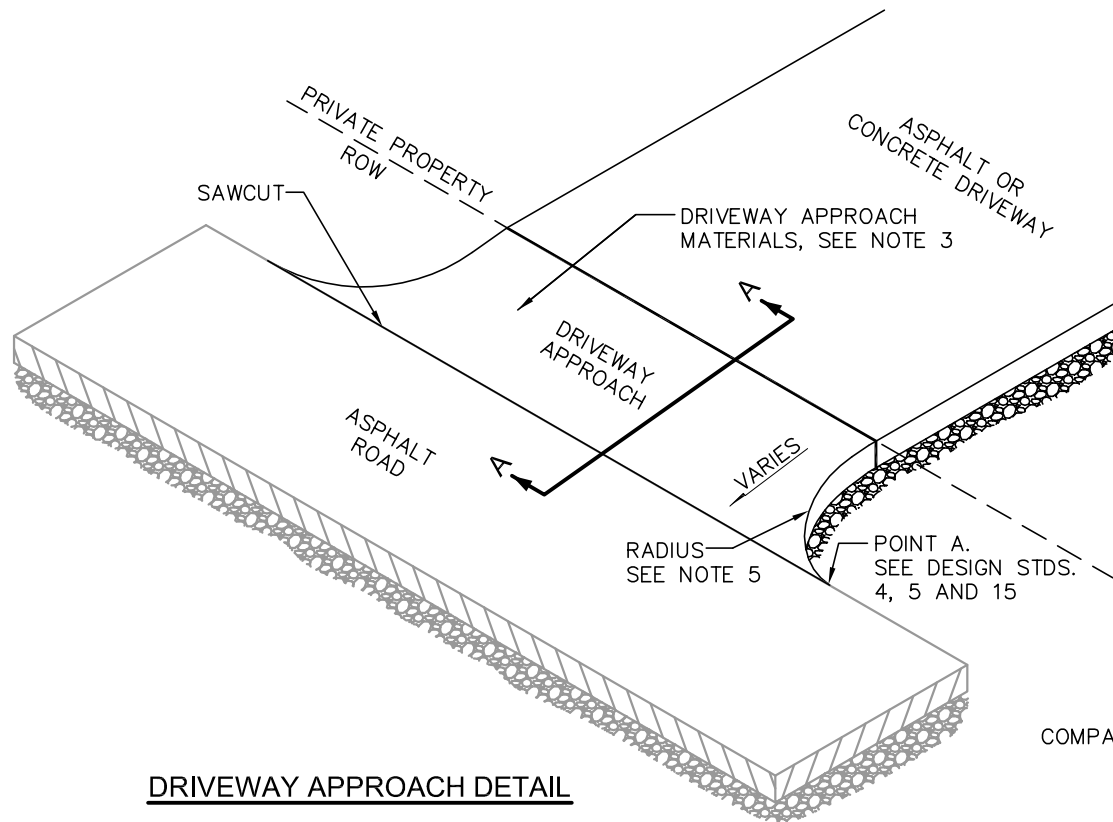 PRIVATE PROPERTY
ROW
ASPHALT OR
CONCRETE DRIVEWAY
SAWCUT
DRIVEWAY APPROACH
MATERIALS, SEE NOTE 3
A
DRIVEWAY
APPROACH
ASPHALT
ROAD
A
VARIES
RADIUS
SEE NOTE 5
POINT A.
SEE DESIGN STDS.
4, 5 AND 15
COMPA
DRIVEWAY APPROACH DETAIL